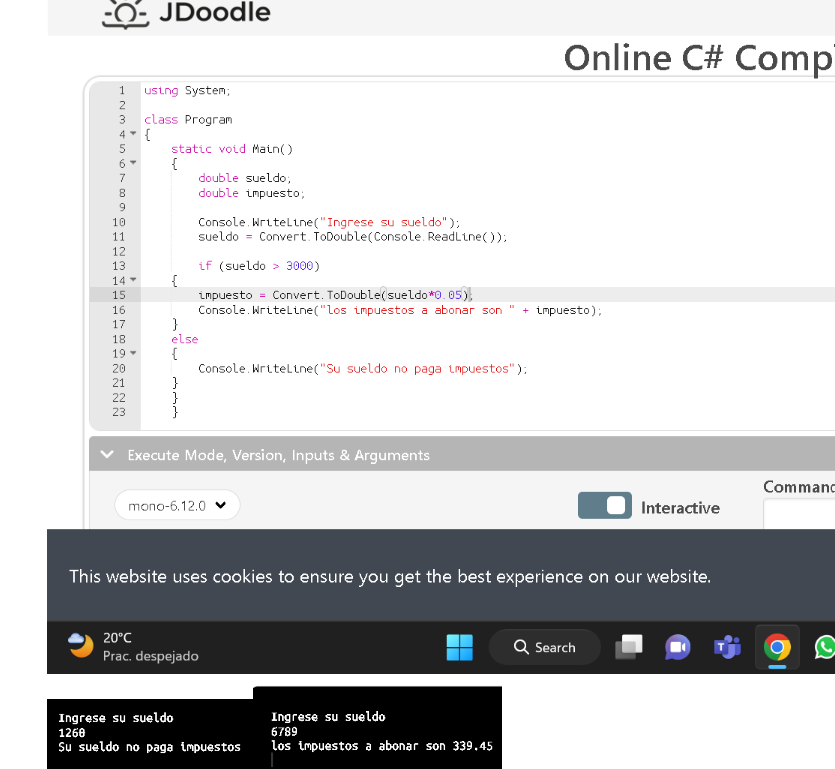 JDoodle
Online C# Comp
1 using System;
2
3 class Program
4 {
5 static void Main()
6 {
7 double sueldo;
8 double impuesto;
9
10 Console.WriteLine("Ingrese su sueldo");
11 sueldo = Convert.ToDouble(Console.ReadLine());
12
13 if (sueldo > 3000)
14 {
15 impuesto = Convert.ToDouble(sueldo*0.05);
16 Console.WriteLine("los impuestos a abonar son " + impuesto);
17 }
18 else
19 {
20 Console.WriteLine("Su sueldo no paga impuestos");
21 }
22 }
23 }
Execute Mode, Version, Inputs & Arguments
Command
mono-6.12.0
Interactive
This website uses cookies to ensure you get the best experience on our website.
20°C
Prac. despejado
Search
Ingrese su sueldo
1260
Su sueldo no paga impuestos
Ingrese su sueldo
6789
los impuestos a abonar son 339.45